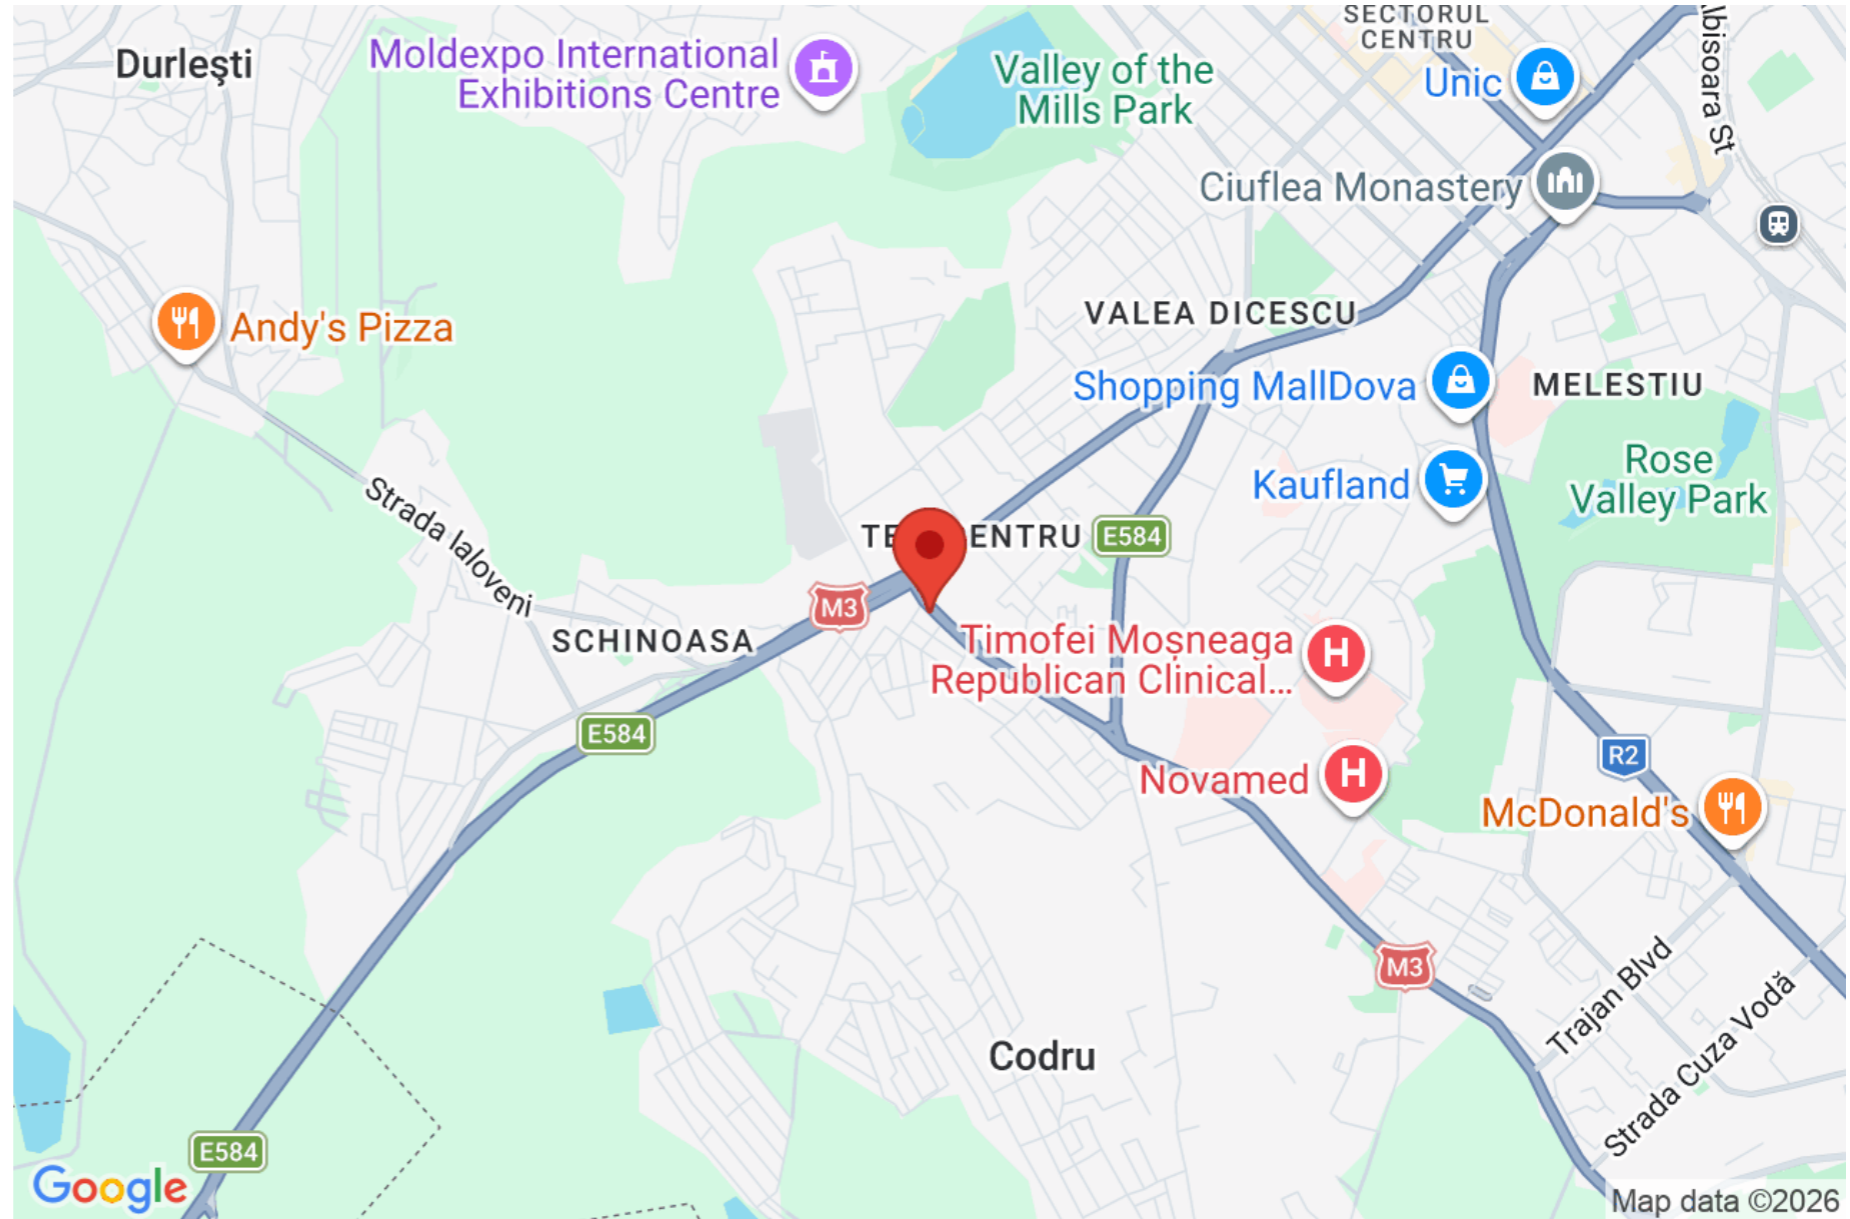 SECTORUL
CENTRU
Durlești
Moldexpo International
Exhibitions Centre
Valley of the
Mills Park
Unic
Abisoara St
Ciuflea Monastery
VALEA DICESCU
Andy's Pizza
Shopping MallDova
MELESTIU
Rose
Valley Park
Kaufland
Strada Ialoveni
TE ENTRU
E584
M3
SCHINOASA
Timofei Moșneaga
Republican Clinical...
H
E584
R2
Novamed
H
McDonald's
M3
Trajan Blvd
Strada Cuza Vodă
Codru
E584
Google
Map data ©2026